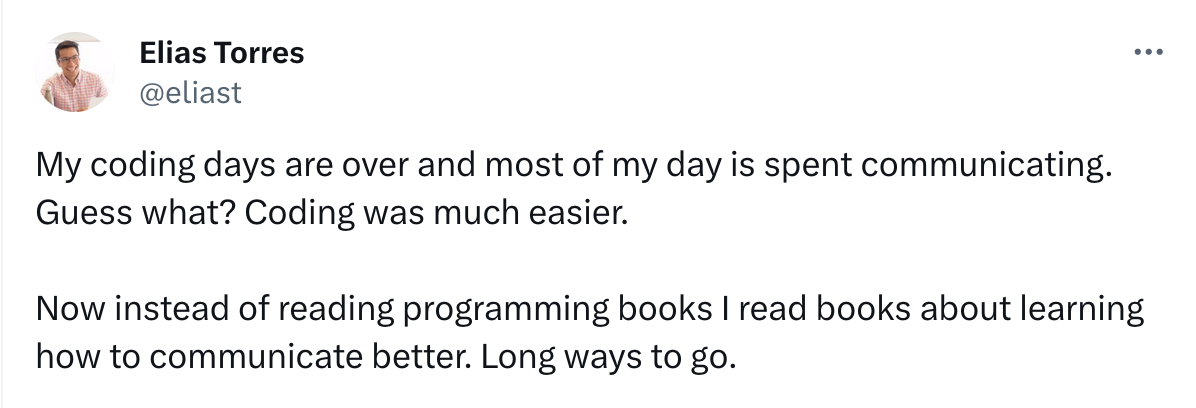 Elias Torres
@eliast
My coding days are over and most of my day is spent communicating.
Guess what? Coding was much easier.
Now instead of reading programming books I read books about learning
how to communicate better. Long ways to go.